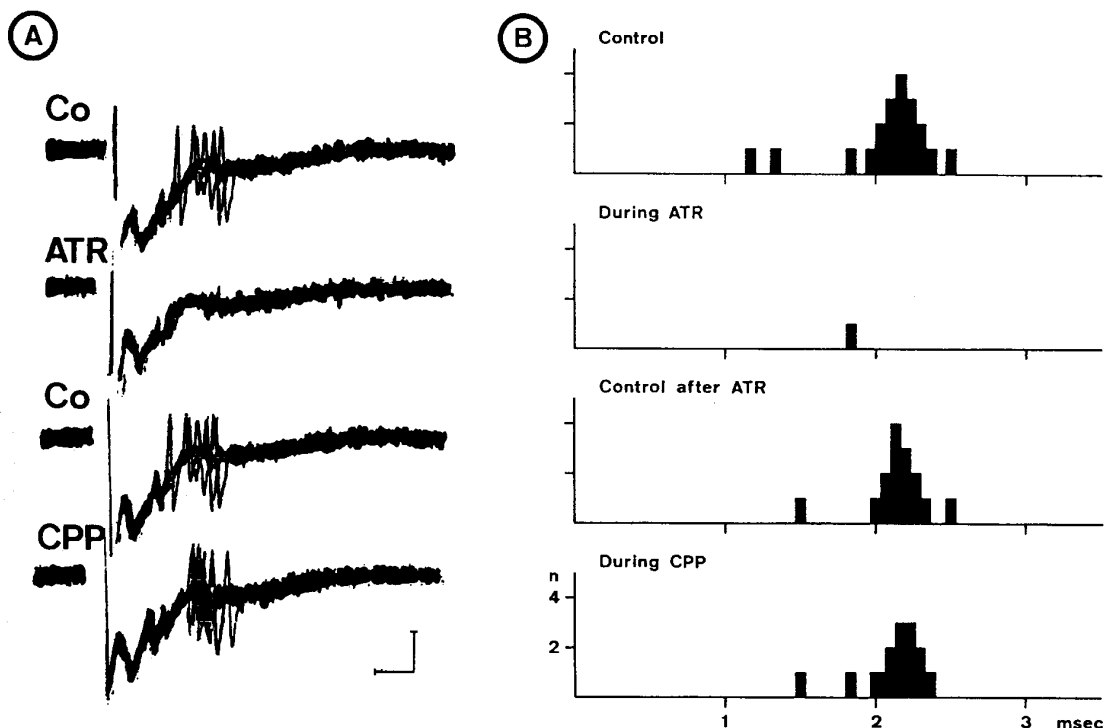 A
Co
ATR
Co
CPP
B
Control
During ATR
Control after ATR
During CPP
n
4
2
1 2 3 msec